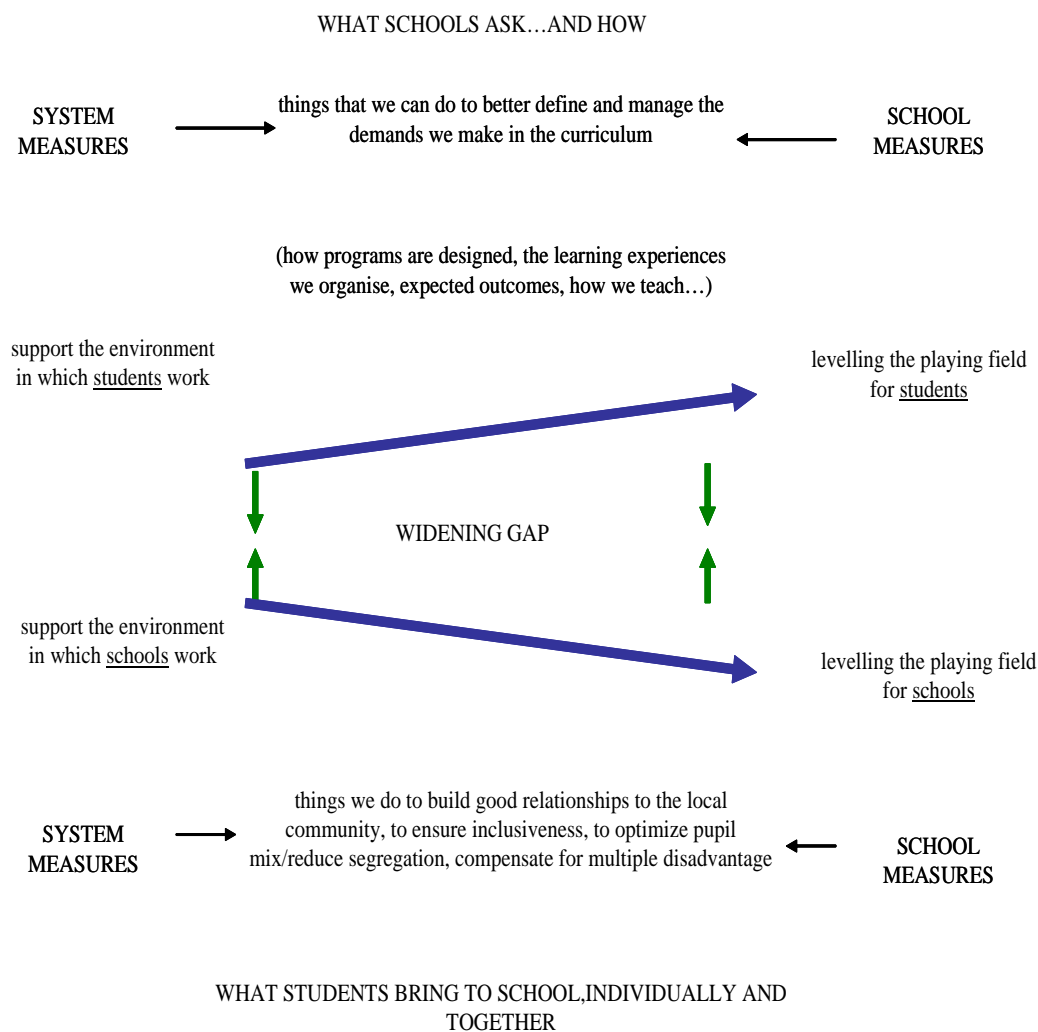 WHAT SCHOOLS ASK…AND HOW
SYSTEM
MEASURES
things that we can do to better define and manage the
demands we make in the curriculum
SCHOOL
MEASURES
(how programs are designed, the learning experiences
we organise, expected outcomes, how we teach…)
support the environment
in which students work
levelling the playing field
for students
WIDENING GAP
support the environment
in which schools work
levelling the playing field
for schools
SYSTEM
MEASURES
things we do to build good relationships to the local
community, to ensure inclusiveness, to optimize pupil
mix/reduce segregation, compensate for multiple disadvantage
SCHOOL
MEASURES
WHAT STUDENTS BRING TO SCHOOL,INDIVIDUALLY AND
TOGETHER